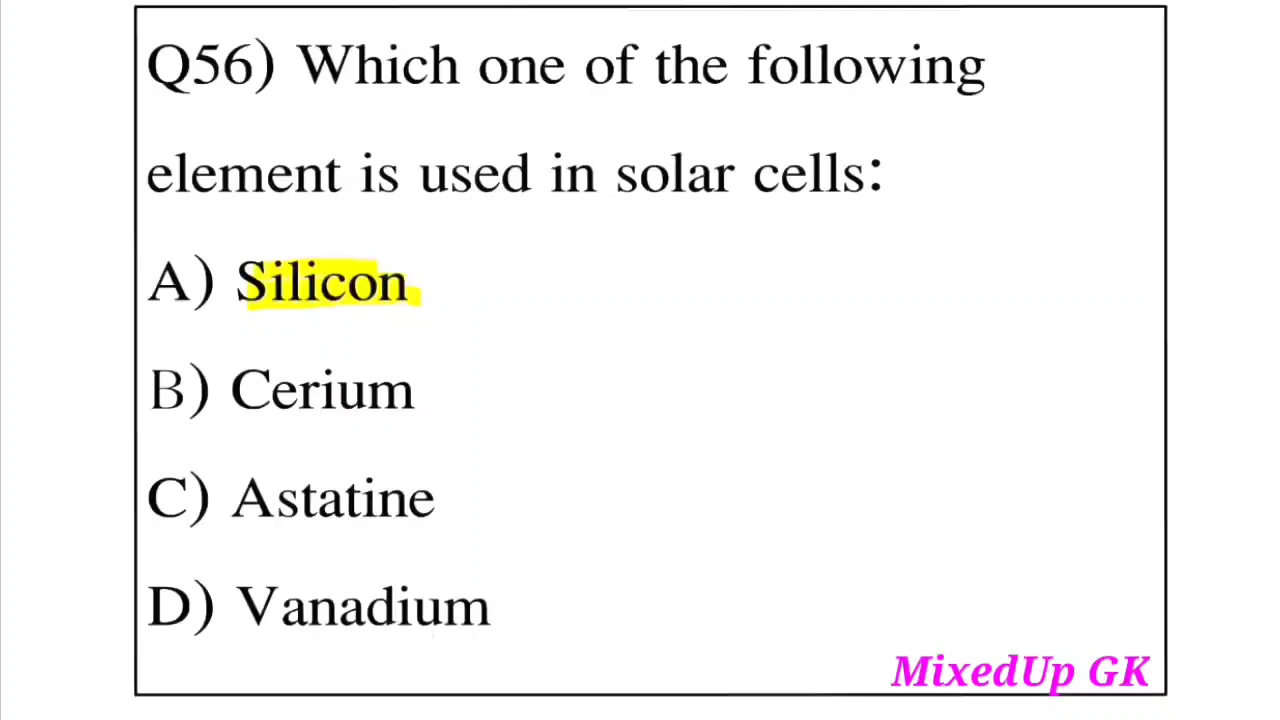 Q56) Which one of the following
element is used in solar cells:
A) Silicon
B) Cerium
C) Astatine
D) Vanadium
MixedUp GK